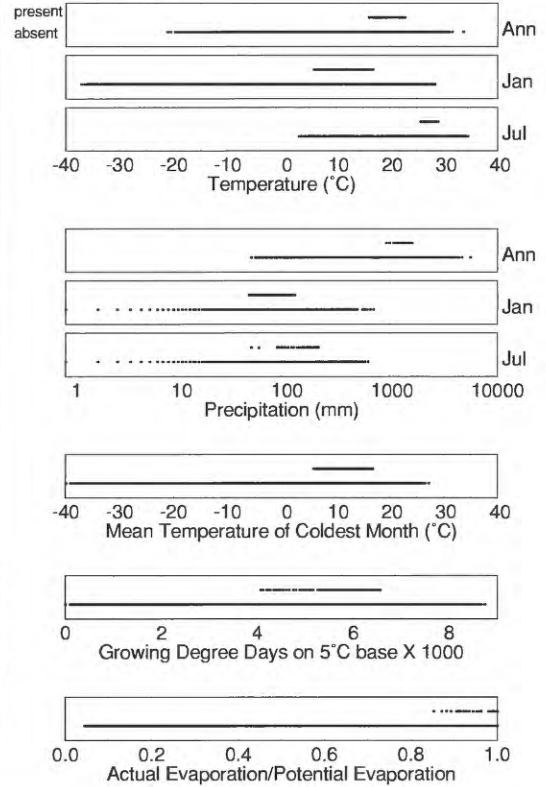 present
absent
Ann
Jan
Jul
-40 -30 -20 -10 0 10 20 30 40
Temperature (˚C)
Ann
Jan
Jul
1 10 100 1000 10000
Precipitation (mm)
-40 -30 -20 -10 0 10 20 30 40
Mean Temperature of Coldest Month (˚C)
0 2 4 6 8
Growing Degree Days on 5˚C base X 1000
0.0 0.2 0.4 0.6 0.8 1.0
Actual Evaporation/Potential Evaporation